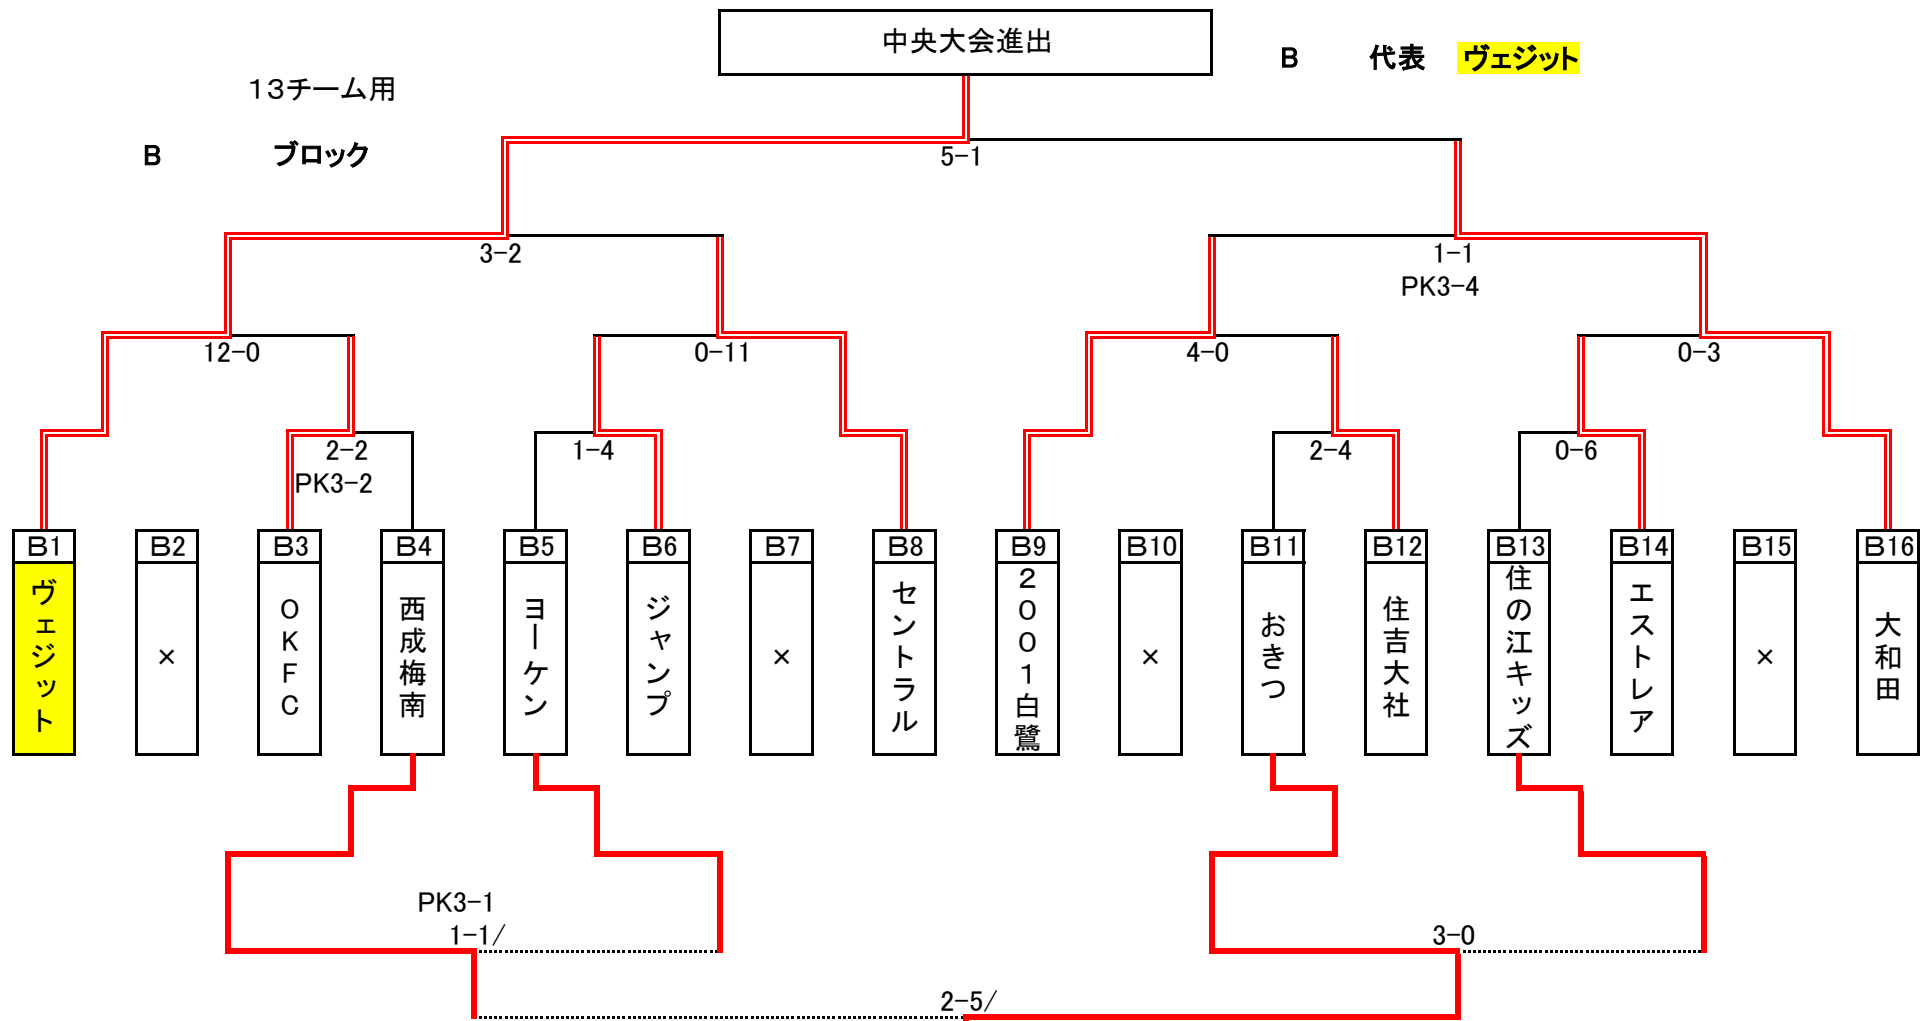 中央大会進出
B 代表 ヴェジット
13チーム用
B ブロック
5-1
3-2
1-1
PK3-4
12-0
0-11
4-0
0-3
2-2
PK3-2
1-4
2-4
0-6
B1 B2 B3 B4 B5 B6 B7 B8 B9 B10 B11 B12 B13 B14 B15 B16
ヴェジット
×
OKFC
西成梅南
ヨーケン
ジャンプ
×
セントラル
2001白鷺
×
おきつ
住吉大社
住の江キッズ
エストレア
×
大和田
PK3-1
1-1/
3-0
2-5/